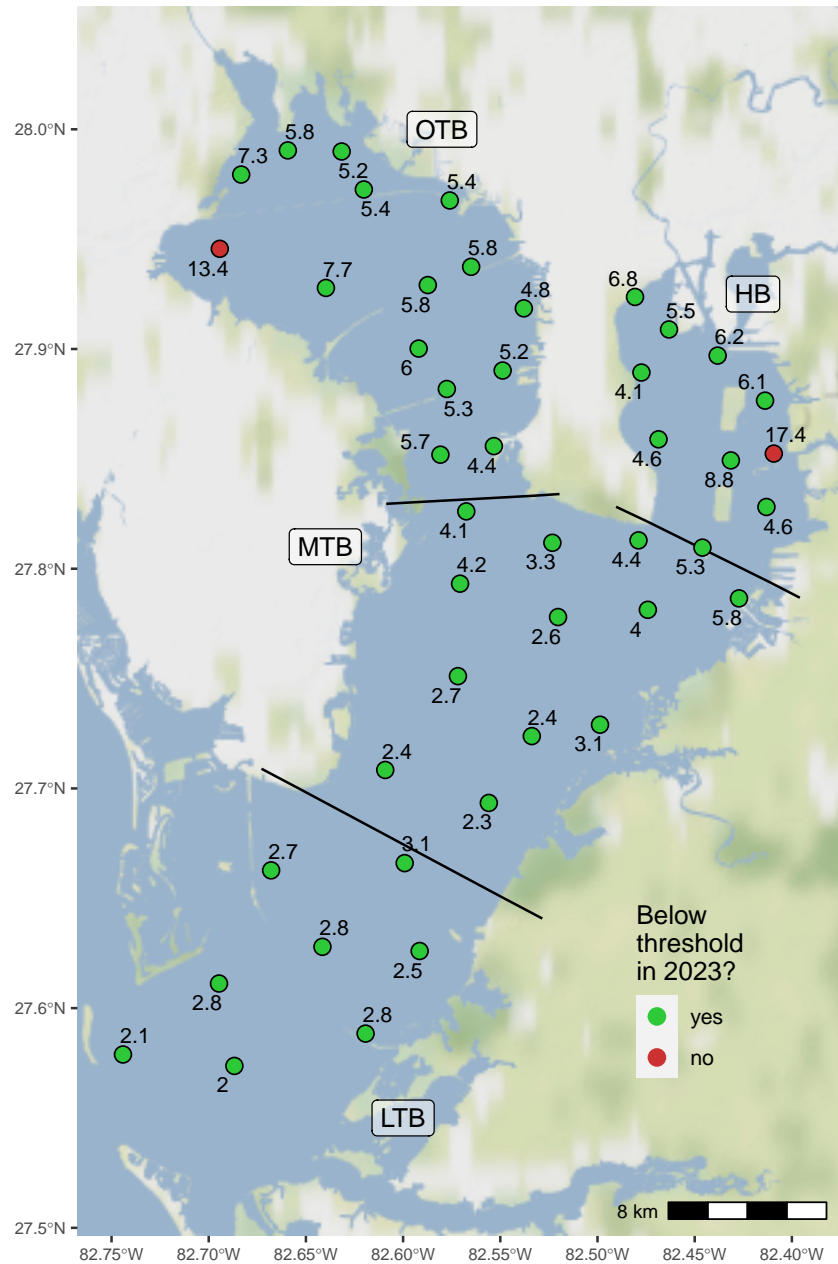 28.0°N
27.9°N
27.8°N
27.7°N
27.6°N
27.5°N
OTB
5.8
7.3
5.2
5.4
5.4
13.4
7.7
5.8
5.8
4.8
6
5.2
5.3
5.7
4.4
HB
6.8
5.5
6.2
4.1
6.1
4.6
17.4
8.8
4.6
5.3
MTB
4.1
3.3
4.4
4.2
4
5.8
2.6
2.7
2.4
3.1
2.4
2.3
3.1
2.7
2.8
2.5
2.8
2.8
2.1
2
LTB
Below
threshold
in 2023?
yes
no
8 km
82.75°W 82.70°W 82.65°W 82.60°W 82.55°W 82.50°W 82.45°W 82.40°W